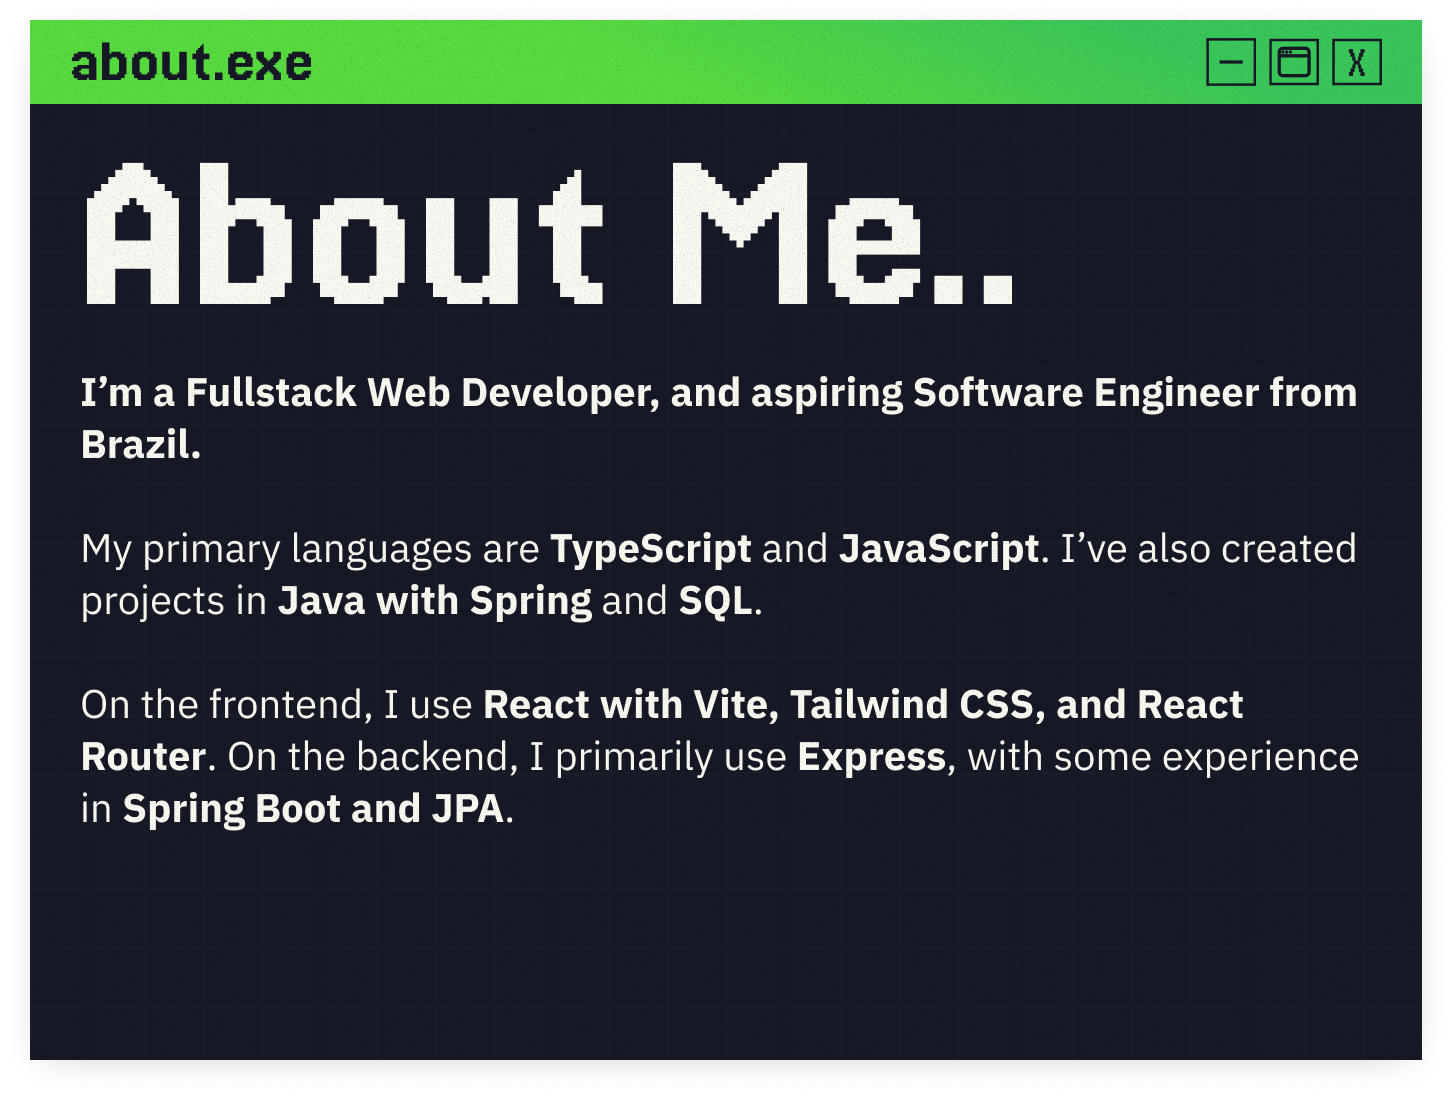 about.exe
About Me..
I’m a Fullstack Web Developer, and aspiring Software Engineer from
Brazil.
My primary languages are TypeScript and JavaScript. I’ve also created
projects in Java with Spring and SQL.
On the frontend, I use React with Vite, Tailwind CSS, and React
Router. On the backend, I primarily use Express, with some experience
in Spring Boot and JPA.